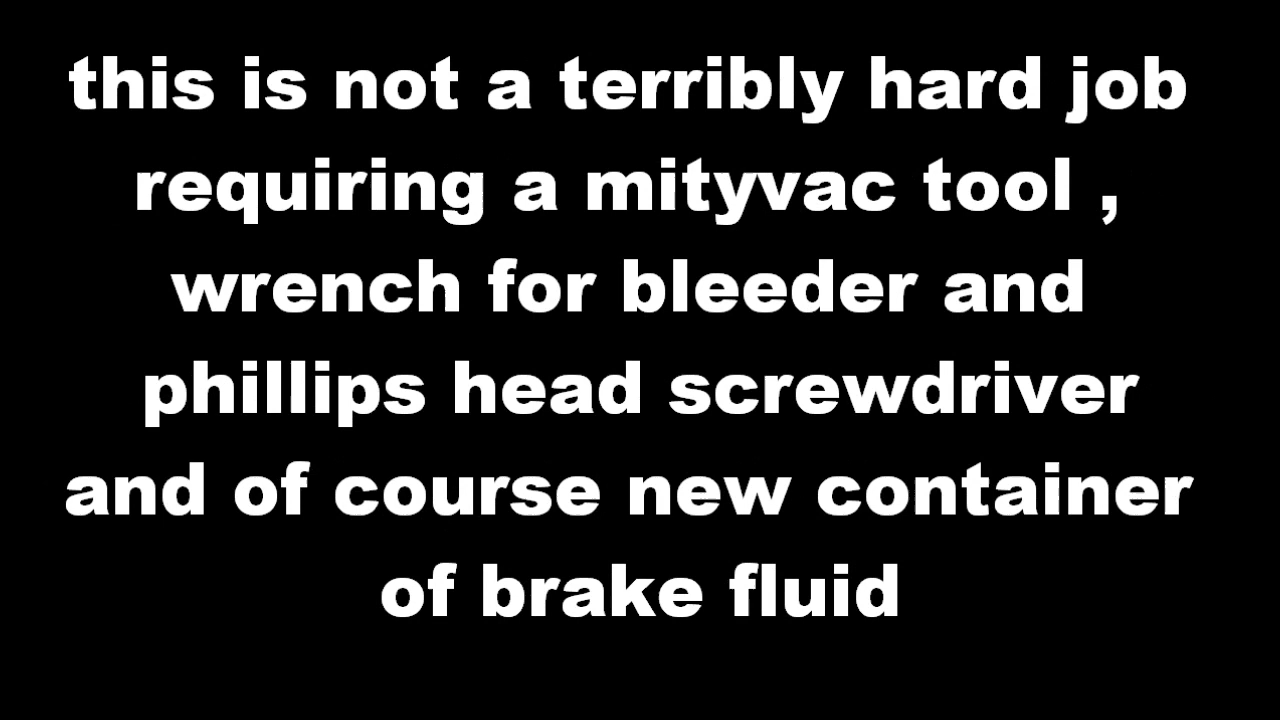 this is not a terribly hard job
requiring a mityvac tool ,
wrench for bleeder and
phillips head screwdriver
and of course new container
of brake fluid